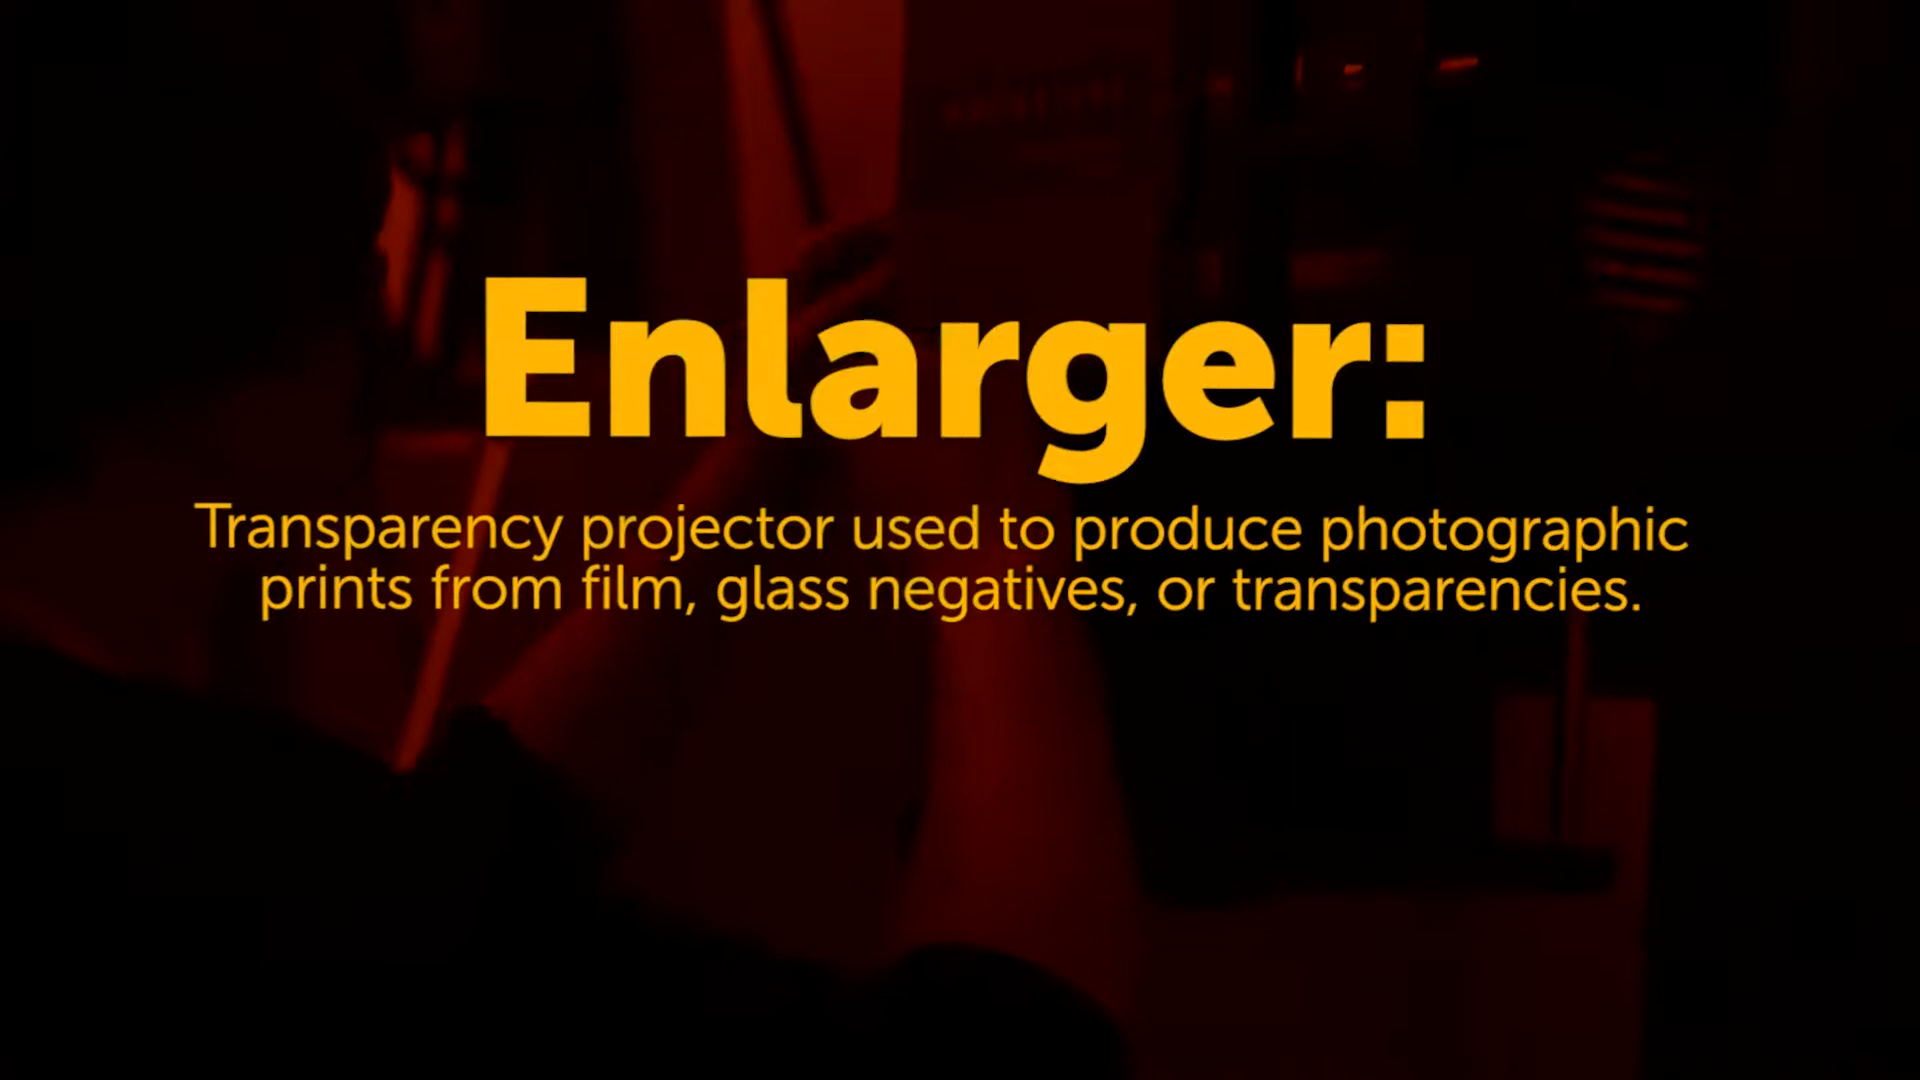 Enlarger:
Transparency projector used to produce photographic
prints from film, glass negatives, or transparencies.